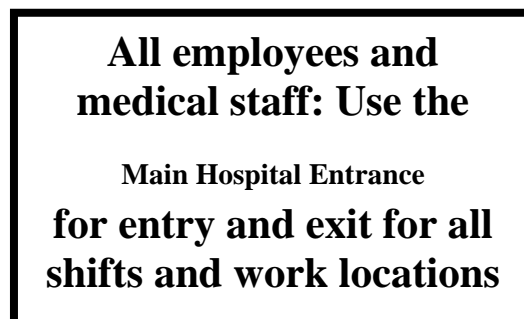 All employees and
medical staff: Use the
Main Hospital Entrance
for entry and exit for all
shifts and work locations